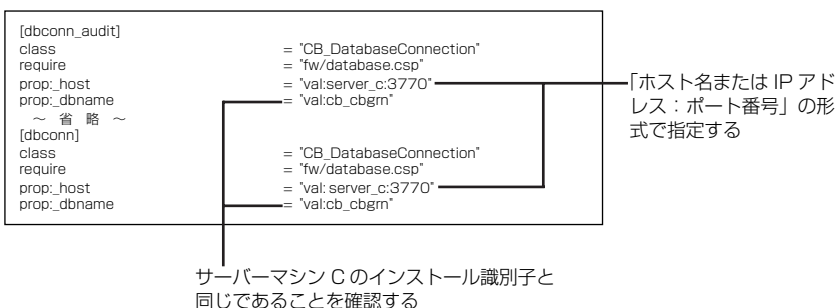 [dbconn_audit]
class = "CB_DatabaseConnection"
require = "fw/database.csp"
prop:_host = "val:server_c:3770"
prop:_dbname = "val:cb_cbgrn"
～ 省 略 ～
[dbconn]
class = "CB_DatabaseConnection"
require = "fw/database.csp"
prop:_host = "val: server_c:3770"
prop:_dbname = "val:cb_cbgrn"
「ホスト名または IP アド
レス：ポート番号」の形
式で指定する
サーバーマシン C のインストール識別子と
同じであることを確認する